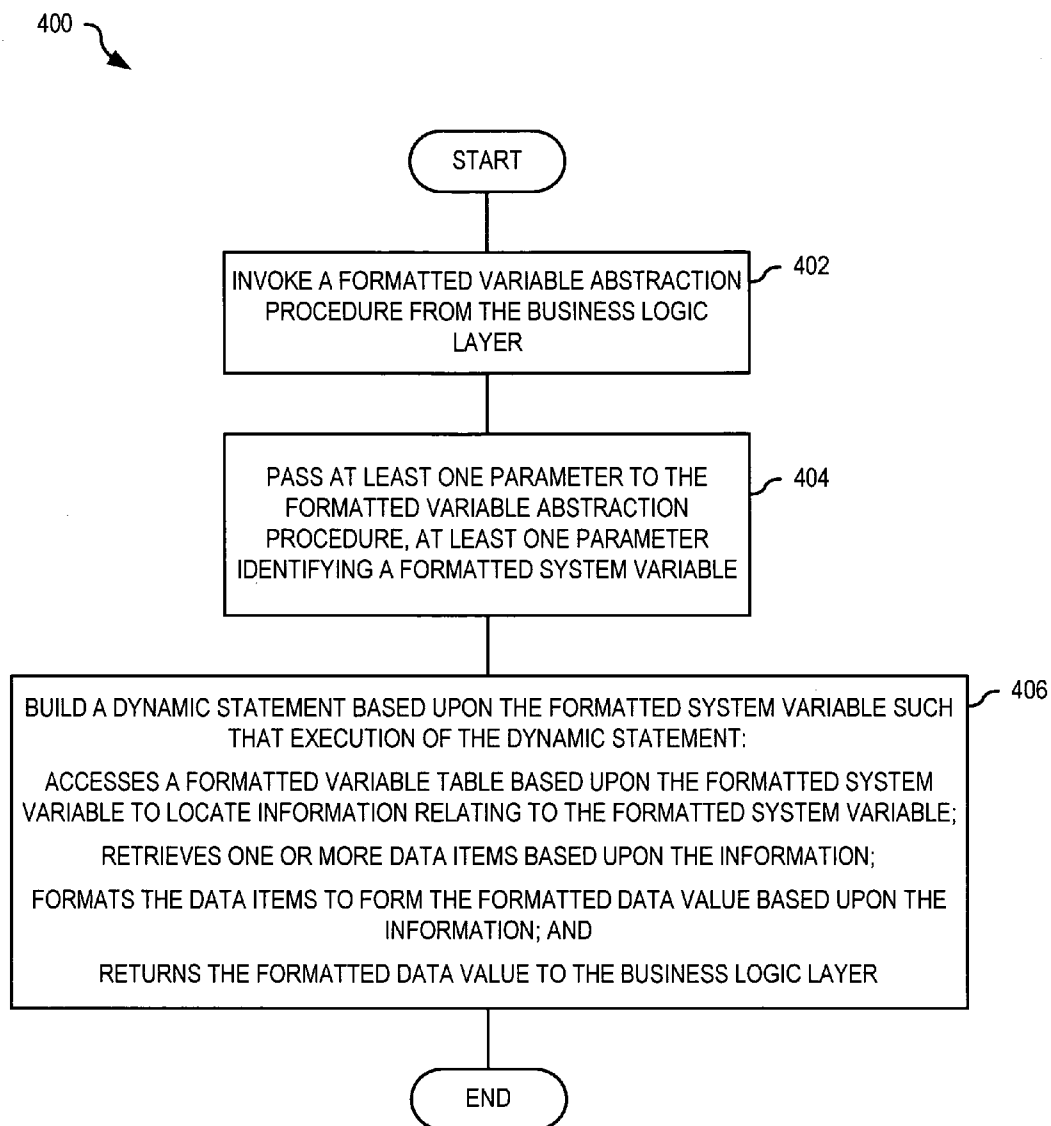 400
START
INVOKE A FORMATTED VARIABLE ABSTRACTION
PROCEDURE FROM THE BUSINESS LOGIC
LAYER
402
PASS AT LEAST ONE PARAMETER TO THE
FORMATTED VARIABLE ABSTRACTION
PROCEDURE, AT LEAST ONE PARAMETER
IDENTIFYING A FORMATTED SYSTEM VARIABLE
404
BUILD A DYNAMIC STATEMENT BASED UPON THE FORMATTED SYSTEM VARIABLE SUCH
THAT EXECUTION OF THE DYNAMIC STATEMENT:
ACCESSES A FORMATTED VARIABLE TABLE BASED UPON THE FORMATTED SYSTEM
VARIABLE TO LOCATE INFORMATION RELATING TO THE FORMATTED SYSTEM VARIABLE;
RETRIEVES ONE OR MORE DATA ITEMS BASED UPON THE INFORMATION;
FORMATS THE DATA ITEMS TO FORM THE FORMATTED DATA VALUE BASED UPON THE
INFORMATION; AND
RETURNS THE FORMATTED DATA VALUE TO THE BUSINESS LOGIC LAYER
406
END